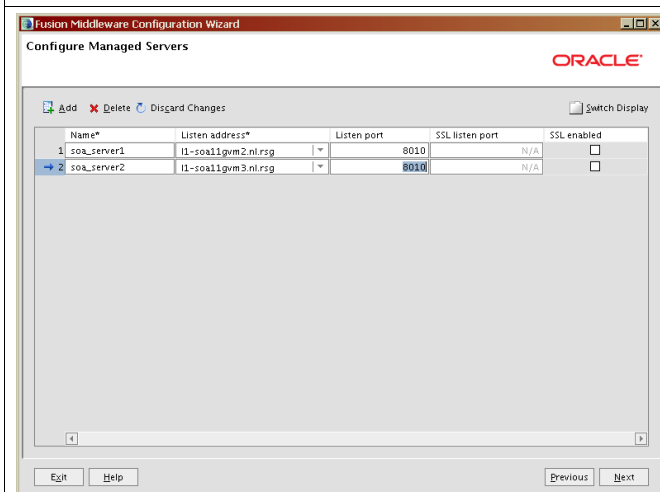 Fusion Middleware Configuration Wizard
Configure Managed Servers
ORACLE
Add Delete Discard Changes Switch Display
Name* Listen address* Listen port SSL listen port SSL enabled
1 soa_server1 l1-soa11gvm2.nl.rsg 8010 N/A
2 soa_server2 l1-soa11gvm3.nl.rsg 8010 N/A
Exit Help Previous Next